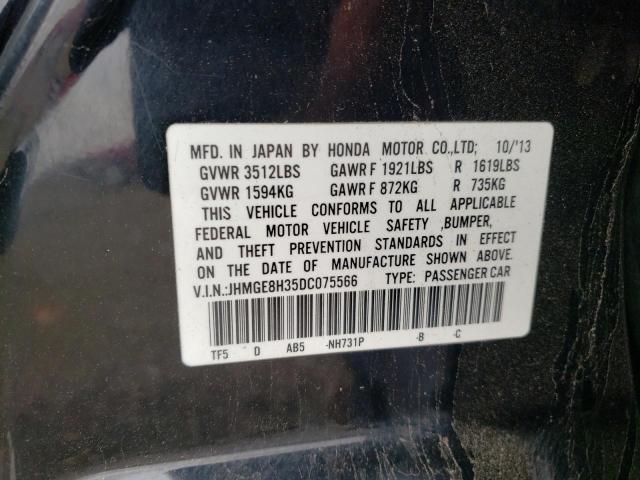 MFD. IN JAPAN BY HONDA MOTOR CO.,LTD; 10/'13
GVWR 3512LBS GAWR F 1921LBS R 1619LBS
GVWR 1594KG GAWR F 872KG R 735KG
THIS VEHICLE CONFORMS TO ALL APPLICABLE
FEDERAL MOTOR VEHICLE SAFETY ,BUMPER,
AND THEFT PREVENTION STANDARDS IN EFFECT
ON THE DATE OF MANUFACTURE SHOWN ABOVE.
V.I.N.:JHMGE8H35DC075566 TYPE: PASSENGER CAR
TF5 D AB5 -NH731P -B -C